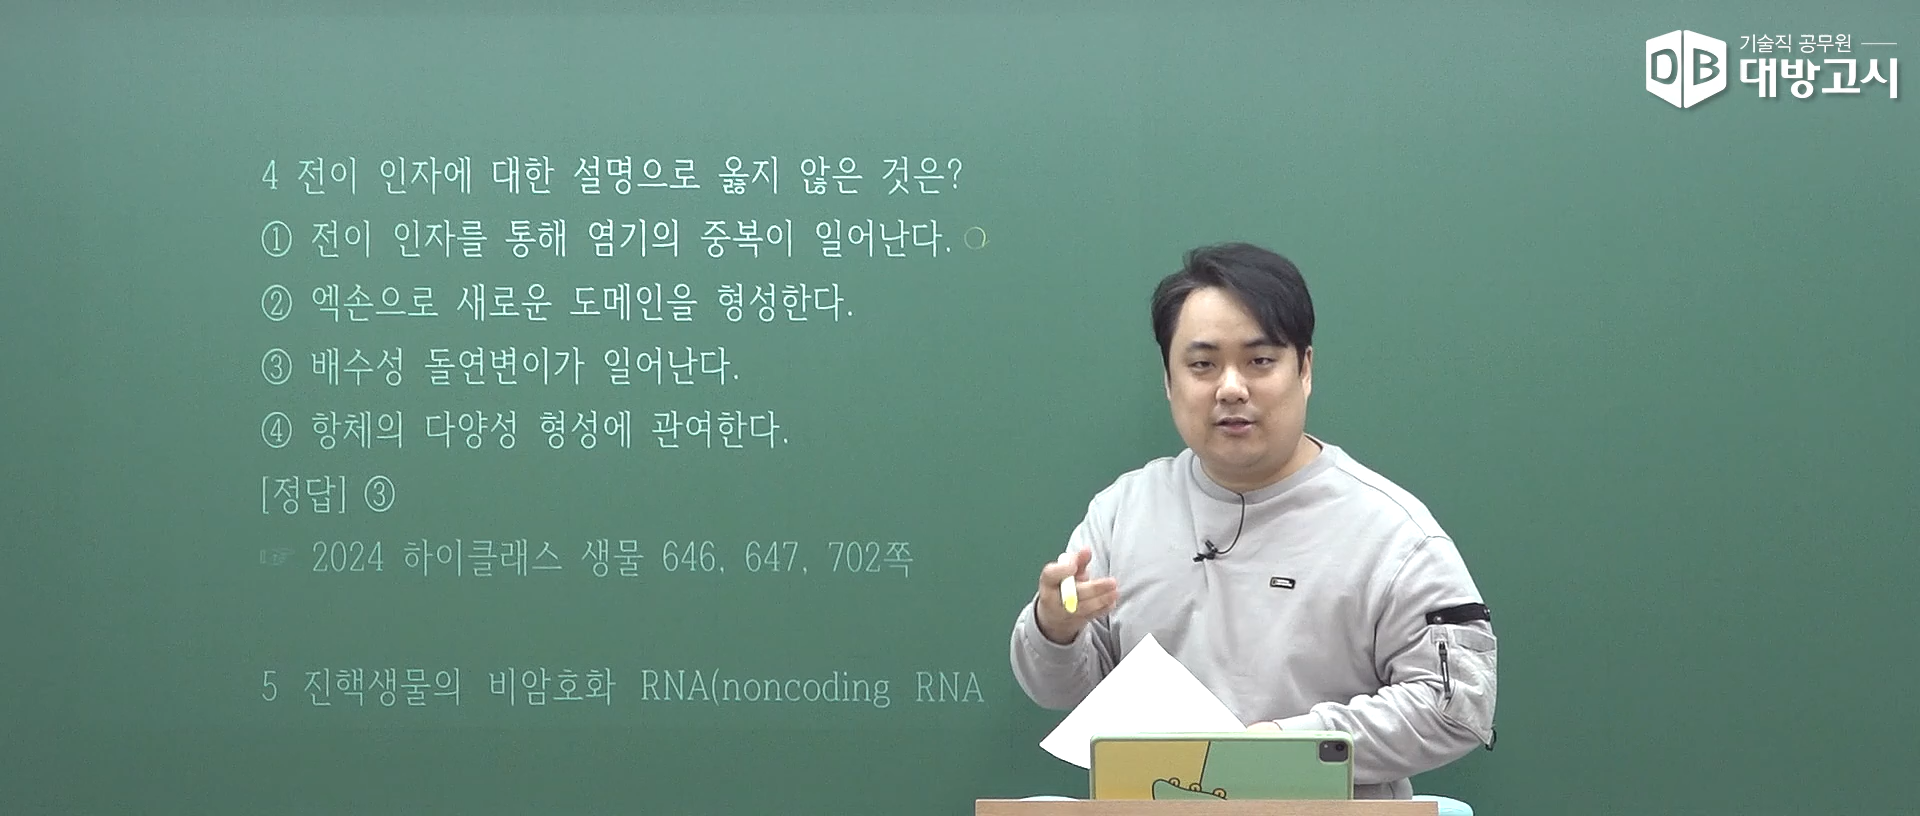 기술직 공무원
DB 대방고시
4 전이 인자에 대한 설명으로 옳지 않은 것은?
① 전이 인자를 통해 염기의 중복이 일어난다.
② 엑손으로 새로운 도메인을 형성한다.
③ 배수성 돌연변이가 일어난다.
④ 항체의 다양성 형성에 관여한다.
[정답] ③
☞ 2024 하이클래스 생물 646, 647, 702쪽
5 진핵생물의 비암호화 RNA(noncoding RNA